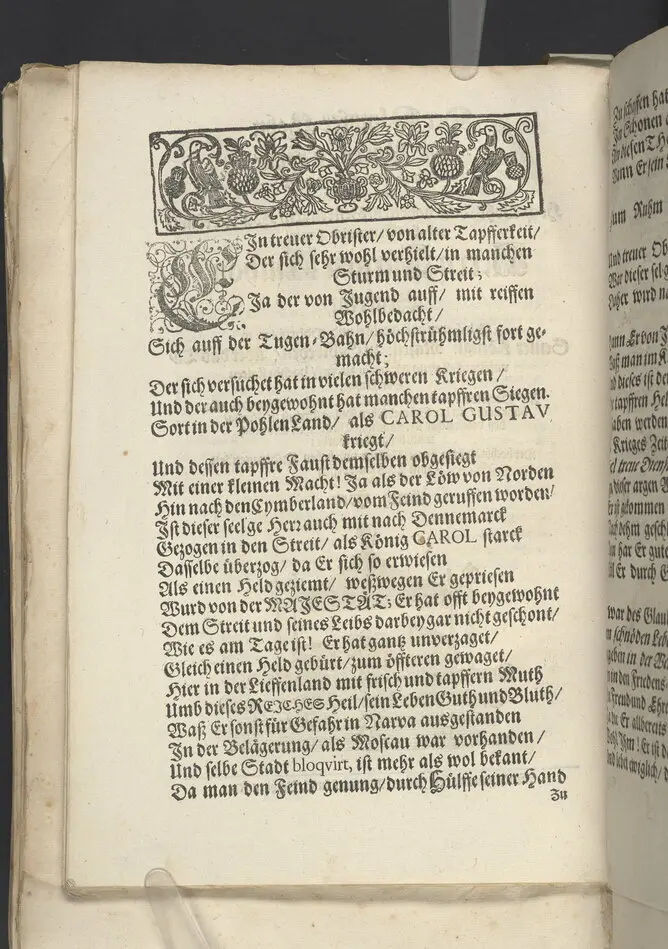 EIn treuer Obrister/ von alter Tapfferkeit/
Der sich sehr wohl verhielt/ in manchen
Sturm und Streit;
Ja der von Jugend auff/ mit reiffen
Wohlbedacht/
Sich auff der Tugen-Bahn/ höchstrühmligst fort ge-
macht;
Der sich versuchet hat in vielen schweren Kriegen/
Und der auch beygewohnt hat manchen tapffren Siegen.
Sort in der Pohlen Land/ als CAROL GUSTAV
kriegt/
Und dessen tapffre Faust demselben obgesiegt
Mit einer kleinen Macht! Ja als der Löw von Norden
Hin nach den Cymberland/ vom Feind geruffen worden/
Ist dieser seelge Herr auch mit nach Dennemarck
Gezogen in den Streit/ als König CAROL starck
Dasselbe überzog/ da Er sich so erwiesen
Als einen Held geziemt/ weßwegen Er gepriesen
Wurd von der MAJESTÄT; Er hat offt beygewohnt
Dem Streit und seines Leibs darbey gar nicht geschont/
Wie es am Tage ist! Er hat gantz unverzaget/
Gleich einen Held gebürt/ zum öffteren gewaget/
Hier in der Lieffenland mit frisch und tapffern Muth
Umb dieses REICHES Heil/ sein Leben Guth und Bluth/
Waß Er sonst für Gefahr in Narva ausgestanden
In der Belägerung/ als Moscau war vorhanden/
Und selbe Stadt bloqvirt, ist mehr als wol bekant/
Da man den Feind genung/ durch Hülffe seiner Hand
Zu